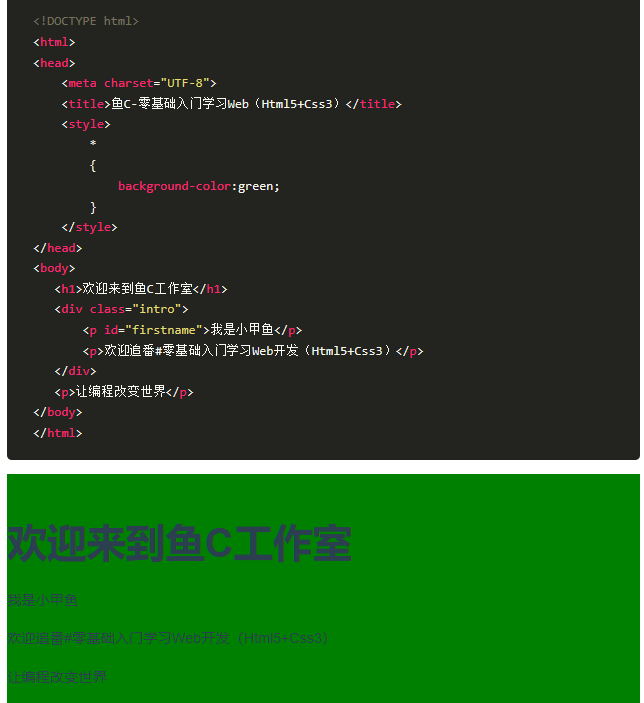 <!DOCTYPE html>
<html>
<head>
    <meta charset="UTF-8">
    <title>鱼C-零基础入门学习Web（Html5+Css3）</title>
    <style>
        *
        {
            background-color:green;
        }
    </style>
</head>
<body>
   <h1>欢迎来到鱼C工作室</h1>
   <div class="intro">
       <p id="firstname">我是小甲鱼</p>
       <p>欢迎追番#零基础入门学习Web开发（Html5+Css3）</p>
   </div>
   <p>让编程改变世界</p>
</body>
</html>
欢迎来到鱼C工作室
我是小甲鱼
欢迎追番#零基础入门学习Web开发（Html5+Css3）
让编程改变世界